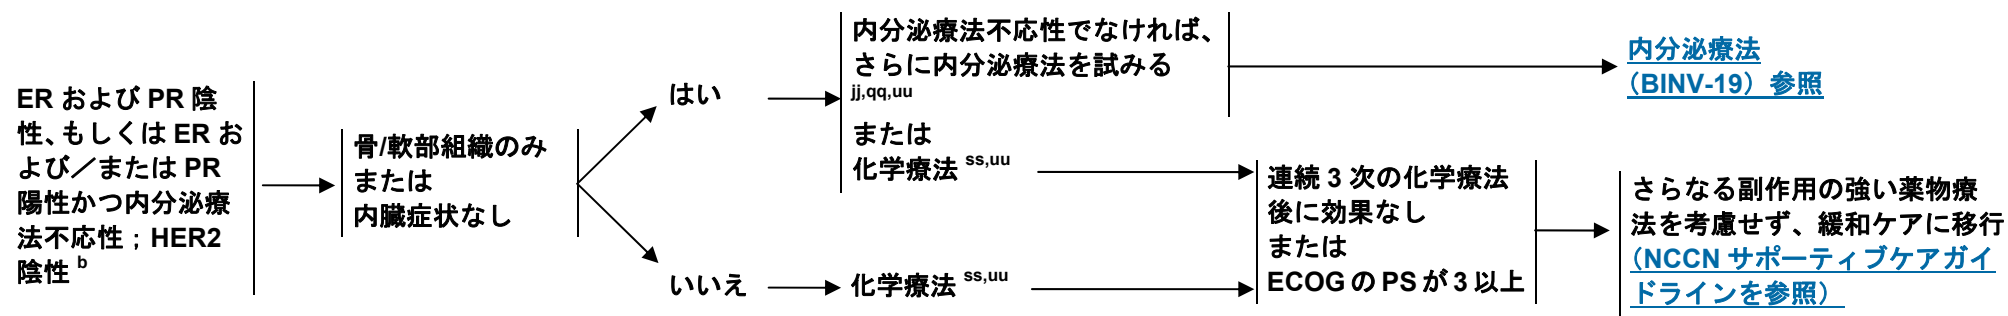 ER および PR 陰
性、もしくは ER お
よび／または PR
陽性かつ内分泌療
法不応性；HER2
陰性 b
骨/軟部組織のみ
または
内臓症状なし
はい
いいえ
内分泌療法不応性でなければ、
さらに内分泌療法を試みる
jj,qq,uu
または
化学療法 ss,uu
化学療法 ss,uu
内分泌療法
（BINV-19）参照
連続 3 次の化学療法
後に効果なし
または
ECOG の PS が 3 以上
さらなる副作用の強い薬物療
法を考慮せず、緩和ケアに移行
（NCCN サポーティブケアガイ
ドラインを参照）